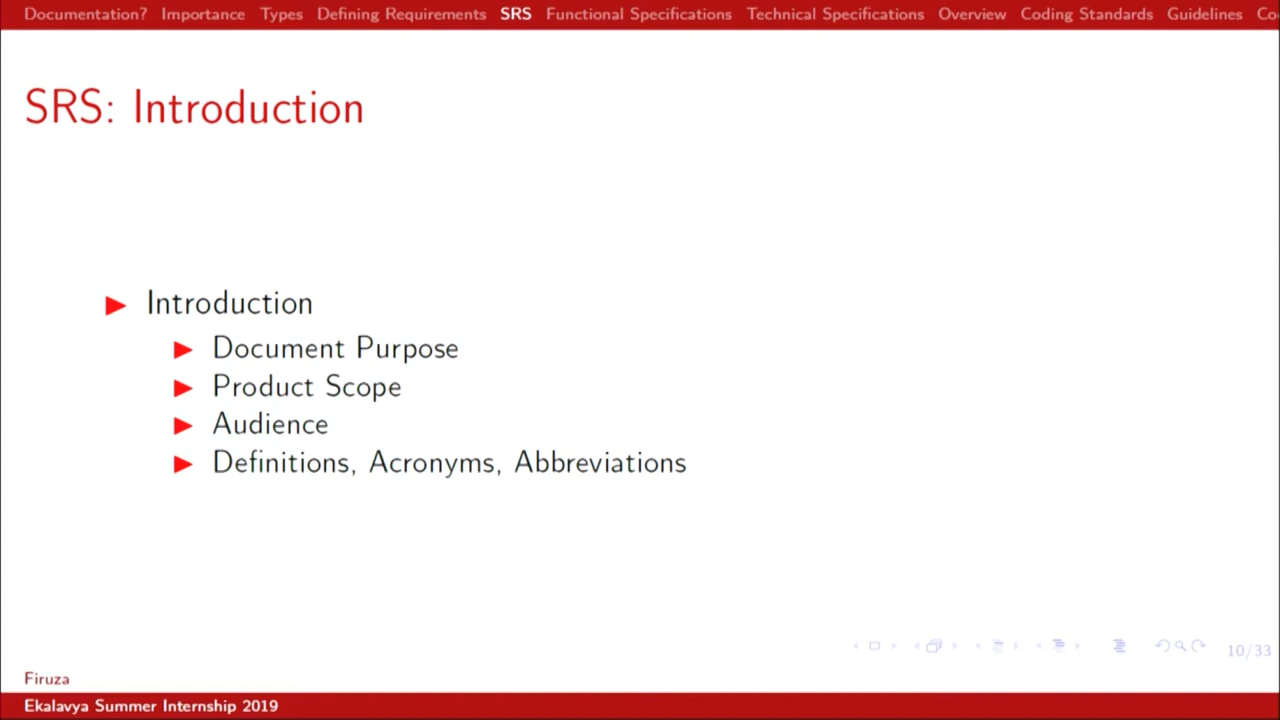 Documentation? Importance Types Defining Requirements SRS Functional Specifications Technical Specifications Overview Coding Standards Guidelines
SRS: Introduction
Introduction
Document Purpose
Product Scope
Audience
Definitions, Acronyms, Abbreviations
10/33
Firuza
Ekalavya Summer Internship 2019